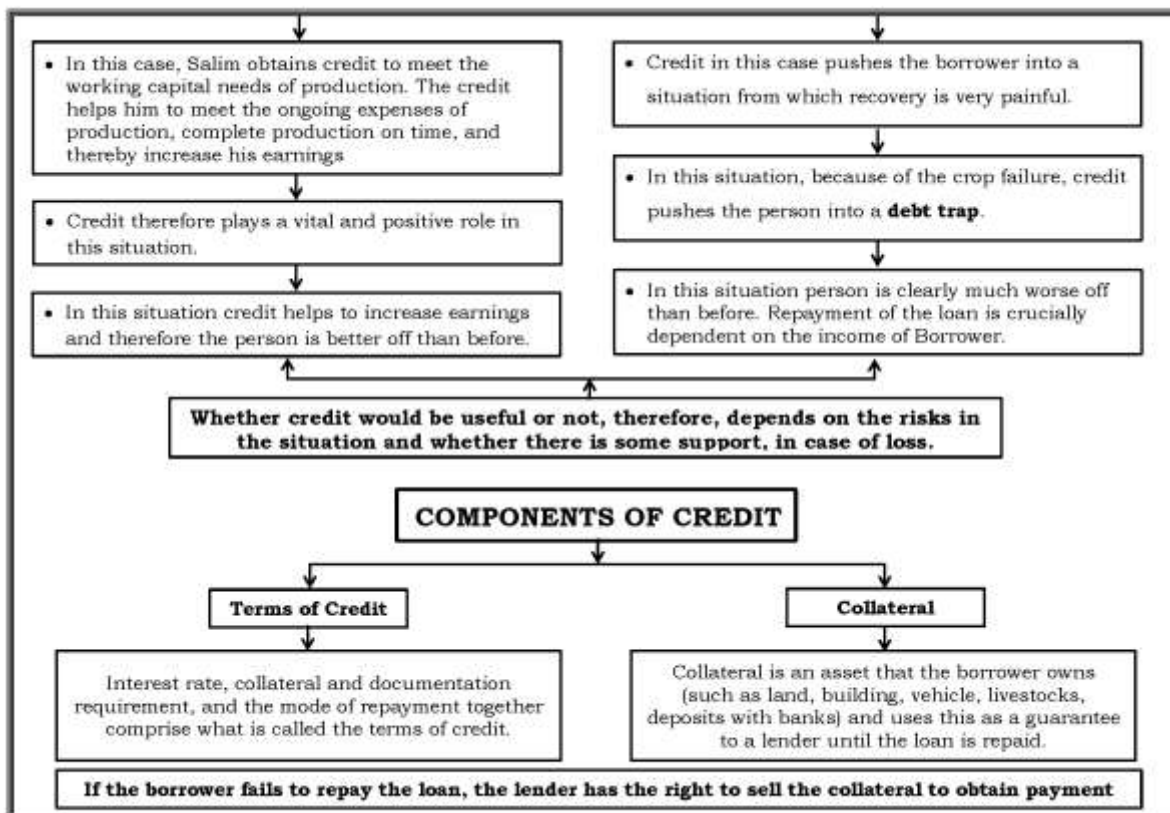 • In this case, Salim obtains credit to meet the
working capital needs of production. The credit
helps him to meet the ongoing expenses of
production, complete production on time, and
thereby increase his earnings
• Credit therefore plays a vital and positive role in
this situation.
• In this situation credit helps to increase earnings
and therefore the person is better off than before.
• Credit in this case pushes the borrower into a
situation from which recovery is very painful.
• In this situation, because of the crop failure, credit
pushes the person into a debt trap.
• In this situation person is clearly much worse off
than before. Repayment of the loan is crucially
dependent on the income of Borrower.
Whether credit would be useful or not, therefore, depends on the risks in
the situation and whether there is some support, in case of loss.
COMPONENTS OF CREDIT
Terms of Credit
Interest rate, collateral and documentation
requirement, and the mode of repayment together
comprise what is called the terms of credit.
Collateral
Collateral is an asset that the borrower owns
(such as land, building, vehicle, livestocks,
deposits with banks) and uses this as a guarantee
to a lender until the loan is repaid.
If the borrower fails to repay the loan, the lender has the right to sell the collateral to obtain payment